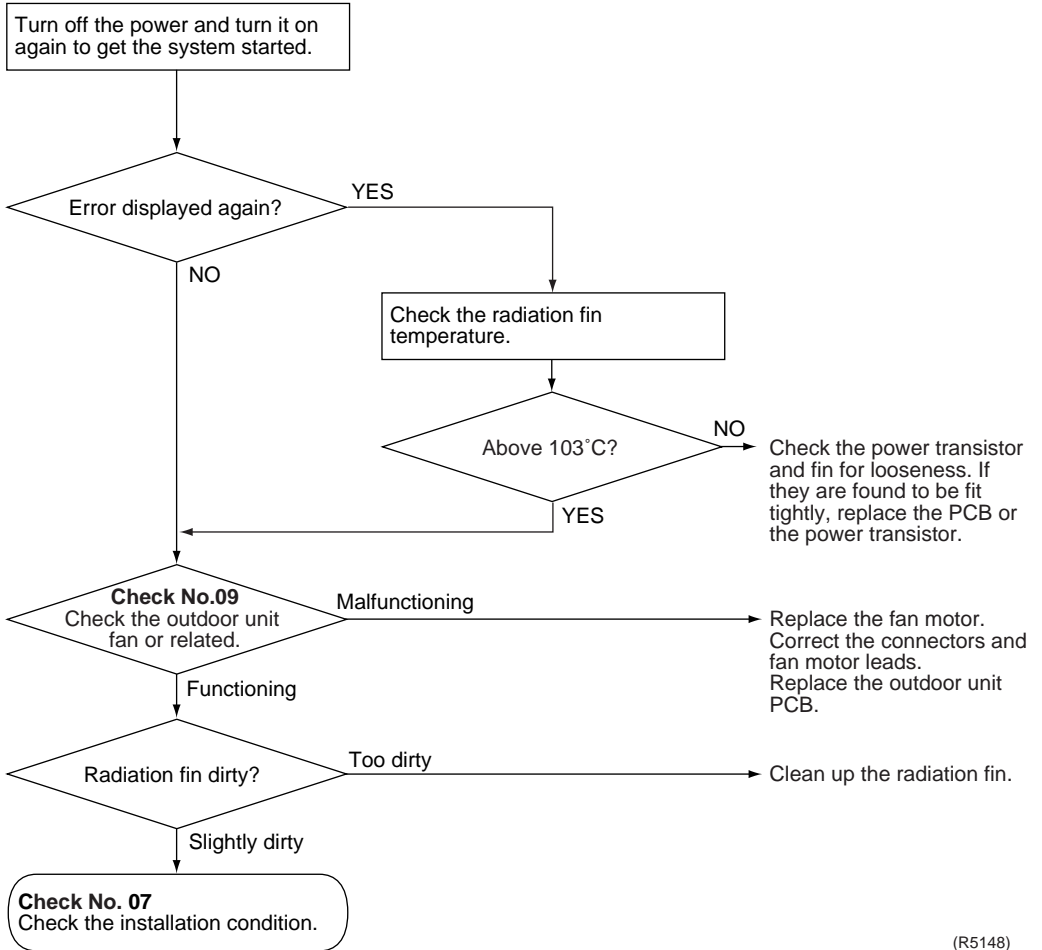 Turn off the power and turn it on
again to get the system started.
Error displayed again?
YES
NO
Check the radiation fin
temperature.
Above 103˚C?
NO
Check the power transistor
and fin for looseness. If
they are found to be fit
tightly, replace the PCB or
the power transistor.
YES
Check No.09
Check the outdoor unit
fan or related.
Malfunctioning
Replace the fan motor.
Correct the connectors and
fan motor leads.
Replace the outdoor unit
PCB.
Functioning
Radiation fin dirty?
Too dirty
Clean up the radiation fin.
Slightly dirty
Check No. 07
Check the installation condition.
(R5148)